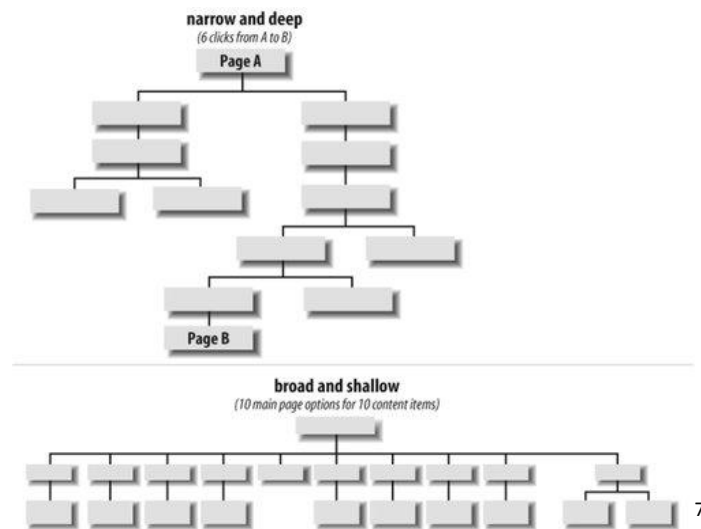 narrow and deep
(6 clicks from A to B)
Page A
Page B
broad and shallow
(10 main page options for 10 content items)
7